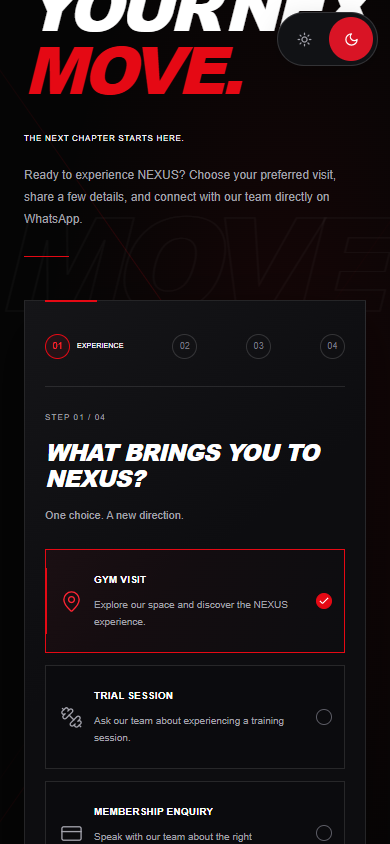 YOUR NEX
MOVE.
THE NEXT CHAPTER STARTS HERE.
Ready to experience NEXUS? Choose your preferred visit,
share a few details, and connect with our team directly on
WhatsApp.
MOVE
01 EXPERIENCE 02 03 04
STEP 01 / 04
WHAT BRINGS YOU TO
NEXUS?
One choice. A new direction.
GYM VISIT
Explore our space and discover the NEXUS
experience.
TRIAL SESSION
Ask our team about experiencing a training
session.
MEMBERSHIP ENQUIRY
Speak with our team about the right